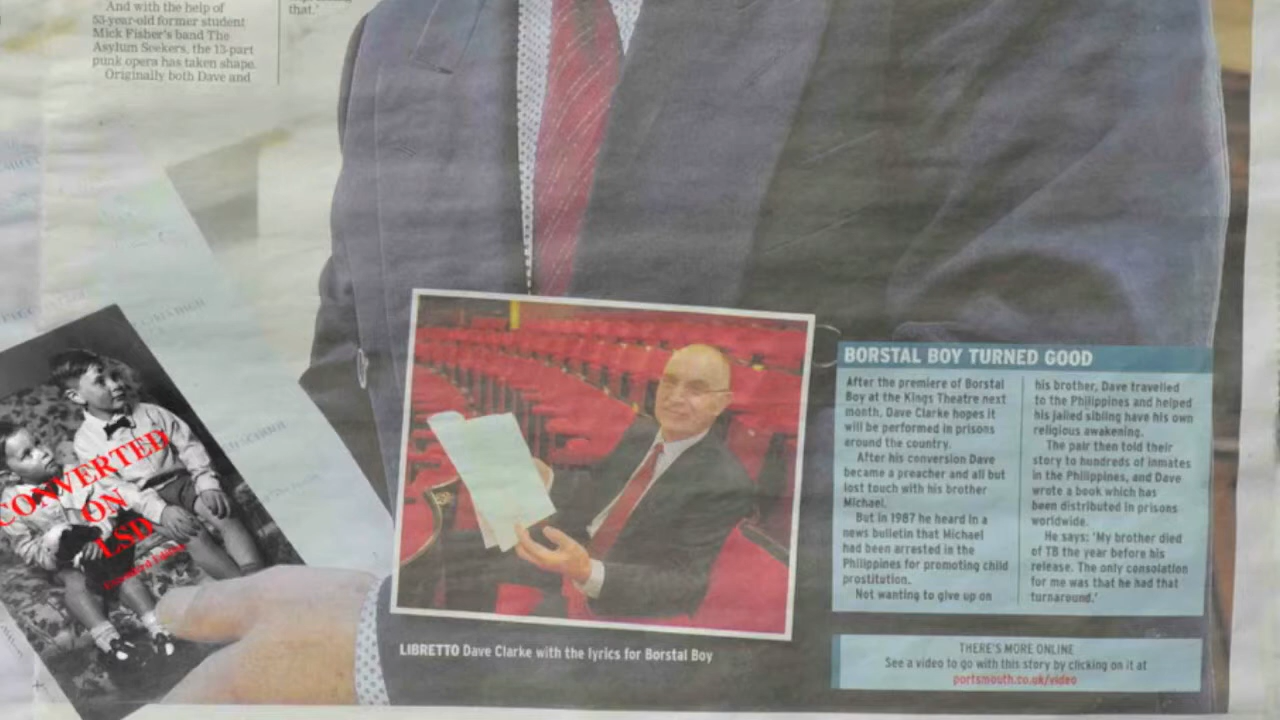 And with the help of
53-year-old former student
Mick Fisher's band The
Asylum Seekers, the 13-part
punk opera has taken shape.
Originally both Dave and
that.'
CONVERTED
ON
LSD
LIBRETTO Dave Clarke with the lyrics for Borstal Boy
BORSTAL BOY TURNED GOOD
After the premiere of Borstal
Boy at the Kings Theatre next
month, Dave Clarke hopes it
will be performed in prisons
around the country.
After his conversion Dave
became a preacher and all but
lost touch with his brother
Michael.
But in 1987 he heard in a
news bulletin that Michael
had been arrested in the
Philippines for promoting child
prostitution.
Not wanting to give up on
his brother, Dave travelled
to the Philippines and helped
his jailed sibling have his own
religious awakening.
The pair then told their
story to hundreds of inmates
in the Philippines, and Dave
wrote a book which has
been distributed in prisons
worldwide.
He says: 'My brother died
of TB the year before his
release. The only consolation
for me was that he had that
turnaround.'
THERE'S MORE ONLINE
See a video to go with this story by clicking on it at
portsmouth.co.uk/video